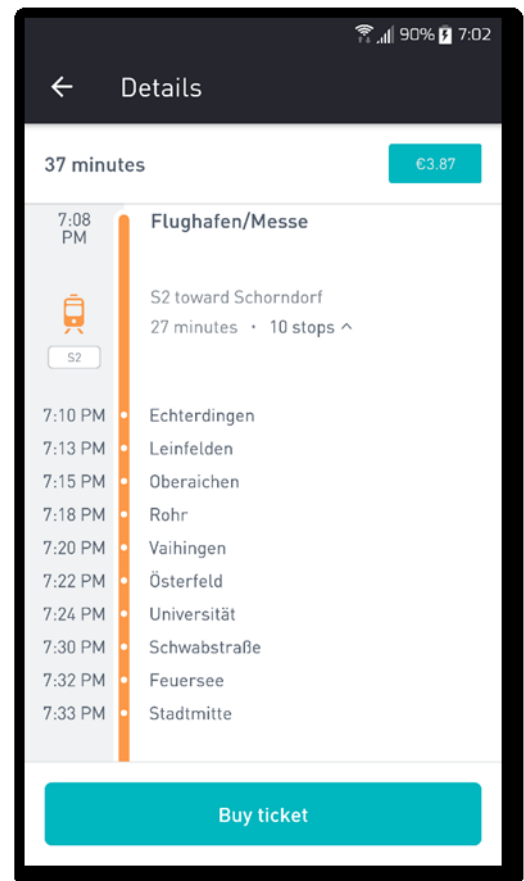 90% 7:02
Details
37 minutes €3.87
7:08 PM Flughafen/Messe
S2 toward Schorndorf
27 minutes • 10 stops
S2
7:10 PM Echterdingen
7:13 PM Leinfelden
7:15 PM Oberaichen
7:18 PM Rohr
7:20 PM Vaihingen
7:22 PM Österfeld
7:24 PM Universität
7:30 PM Schwabstraße
7:32 PM Feuersee
7:33 PM Stadtmitte
Buy ticket